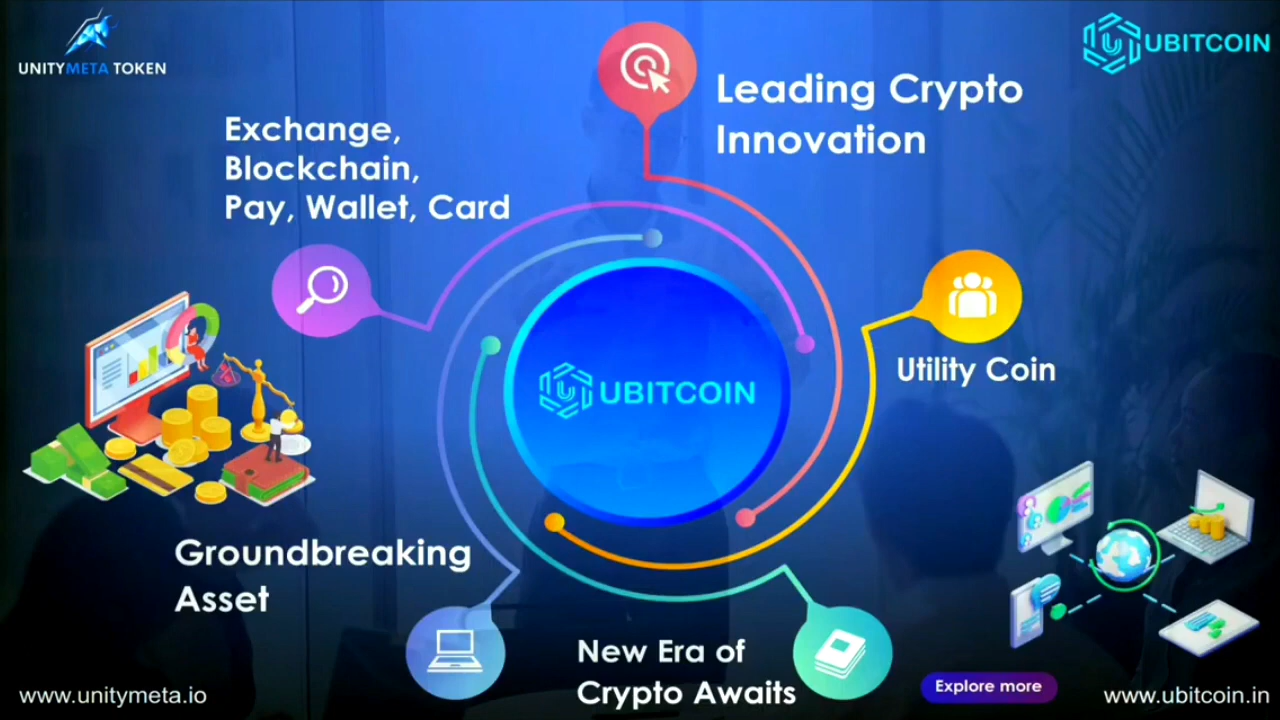 UNITYMETA TOKEN
UBITCOIN
Leading Crypto
Innovation
Exchange,
Blockchain,
Pay, Wallet, Card
Utility Coin
UBITCOIN
Groundbreaking
Asset
New Era of
Crypto Awaits
Explore more
www.unitymeta.io
www.ubitcoin.in